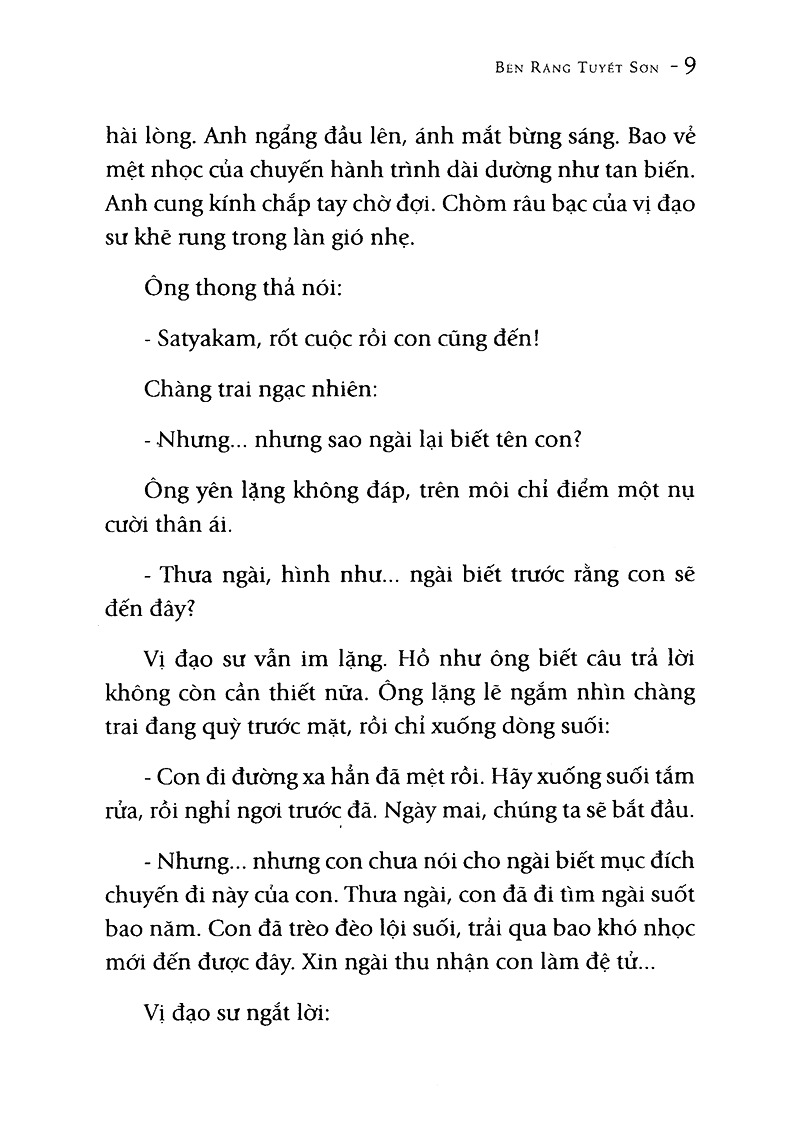 BÊN RẶNG TUYẾT SƠN - 9
hài lòng. Anh ngẩng đầu lên, ánh mắt bừng sáng. Bao vẻ
mệt nhọc của chuyến hành trình dài dường như tan biến.
Anh cung kính chắp tay chờ đợi. Chòm râu bạc của vị đạo
sư khẽ rung trong làn gió nhẹ.
Ông thong thả nói:
- Satyakam, rốt cuộc rồi con cũng đến!
Chàng trai ngạc nhiên:
- Nhưng... nhưng sao ngài lại biết tên con?
Ông yên lặng không đáp, trên môi chỉ điểm một nụ
cười thân ái.
- Thưa ngài, hình như... ngài biết trước rằng con sẽ
đến đây?
Vị đạo sư vẫn im lặng. Hồ như ông biết câu trả lời
không còn cần thiết nữa. Ông lặng lẽ ngắm nhìn chàng
trai đang quỳ trước mặt, rồi chỉ xuống dòng suối:
- Con đi đường xa hẳn đã mệt rồi. Hãy xuống suối tắm
rửa, rồi nghỉ ngơi trước đã. Ngày mai, chúng ta sẽ bắt đầu.
- Nhưng... nhưng con chưa nói cho ngài biết mục đích
chuyến đi này của con. Thưa ngài, con đã đi tìm ngài suốt
bao năm. Con đã trèo đèo lội suối, trải qua bao khó nhọc
mới đến được đây. Xin ngài thu nhận con làm đệ tử...
Vị đạo sư ngắt lời: